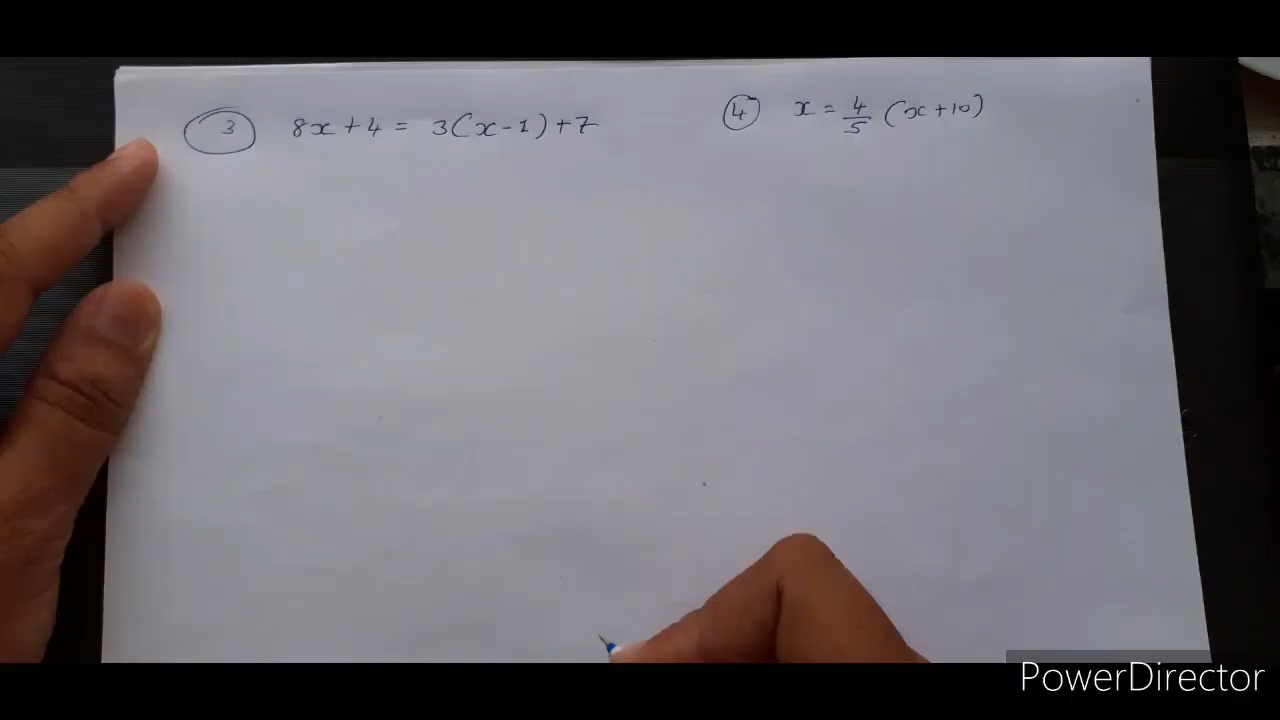 3 8x + 4 = 3(x - 1) + 7
4 x = 4/5 (x + 10)
PowerDirector